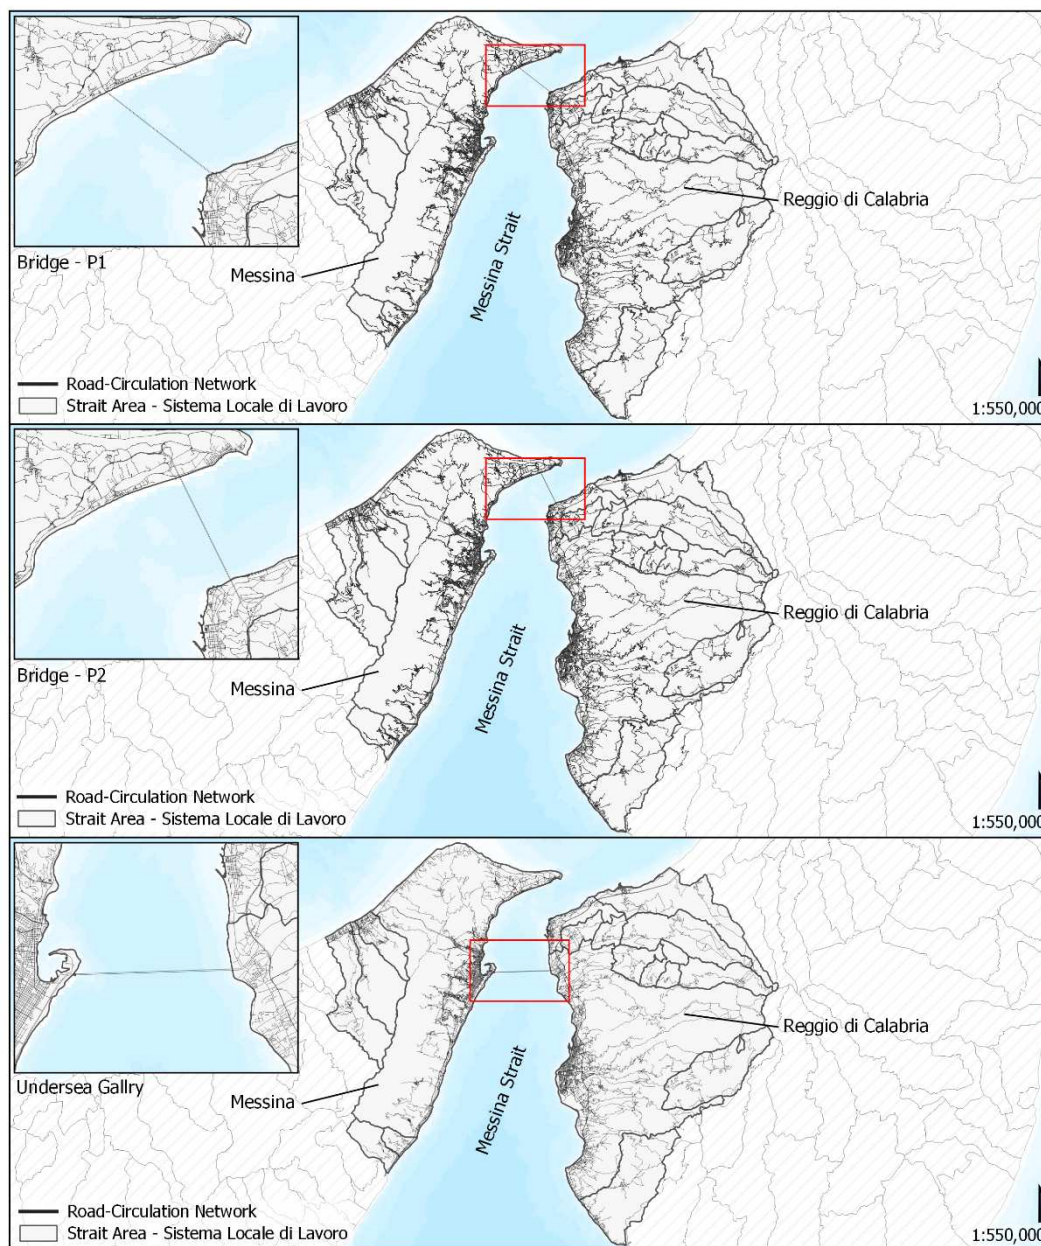 Bridge - P1
Messina
Messina Strait
Reggio di Calabria
Road-Circulation Network
Strait Area - Sistema Locale di Lavoro
1:550,000
Bridge - P2
Messina
Messina Strait
Reggio di Calabria
Road-Circulation Network
Strait Area - Sistema Locale di Lavoro
1:550,000
Undersea Gallry
Messina
Messina Strait
Reggio di Calabria
Road-Circulation Network
Strait Area - Sistema Locale di Lavoro
1:550,000